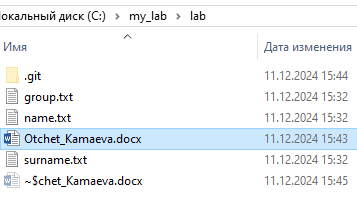 окальный диск (C:) > my_lab > lab
Имя Дата изменения
.git 11.12.2024 15:44
group.txt 11.12.2024 15:32
name.txt 11.12.2024 15:32
Otchet_Kamaeva.docx 11.12.2024 15:43
surname.txt 11.12.2024 15:32
~$chet_Kamaeva.docx 11.12.2024 15:45